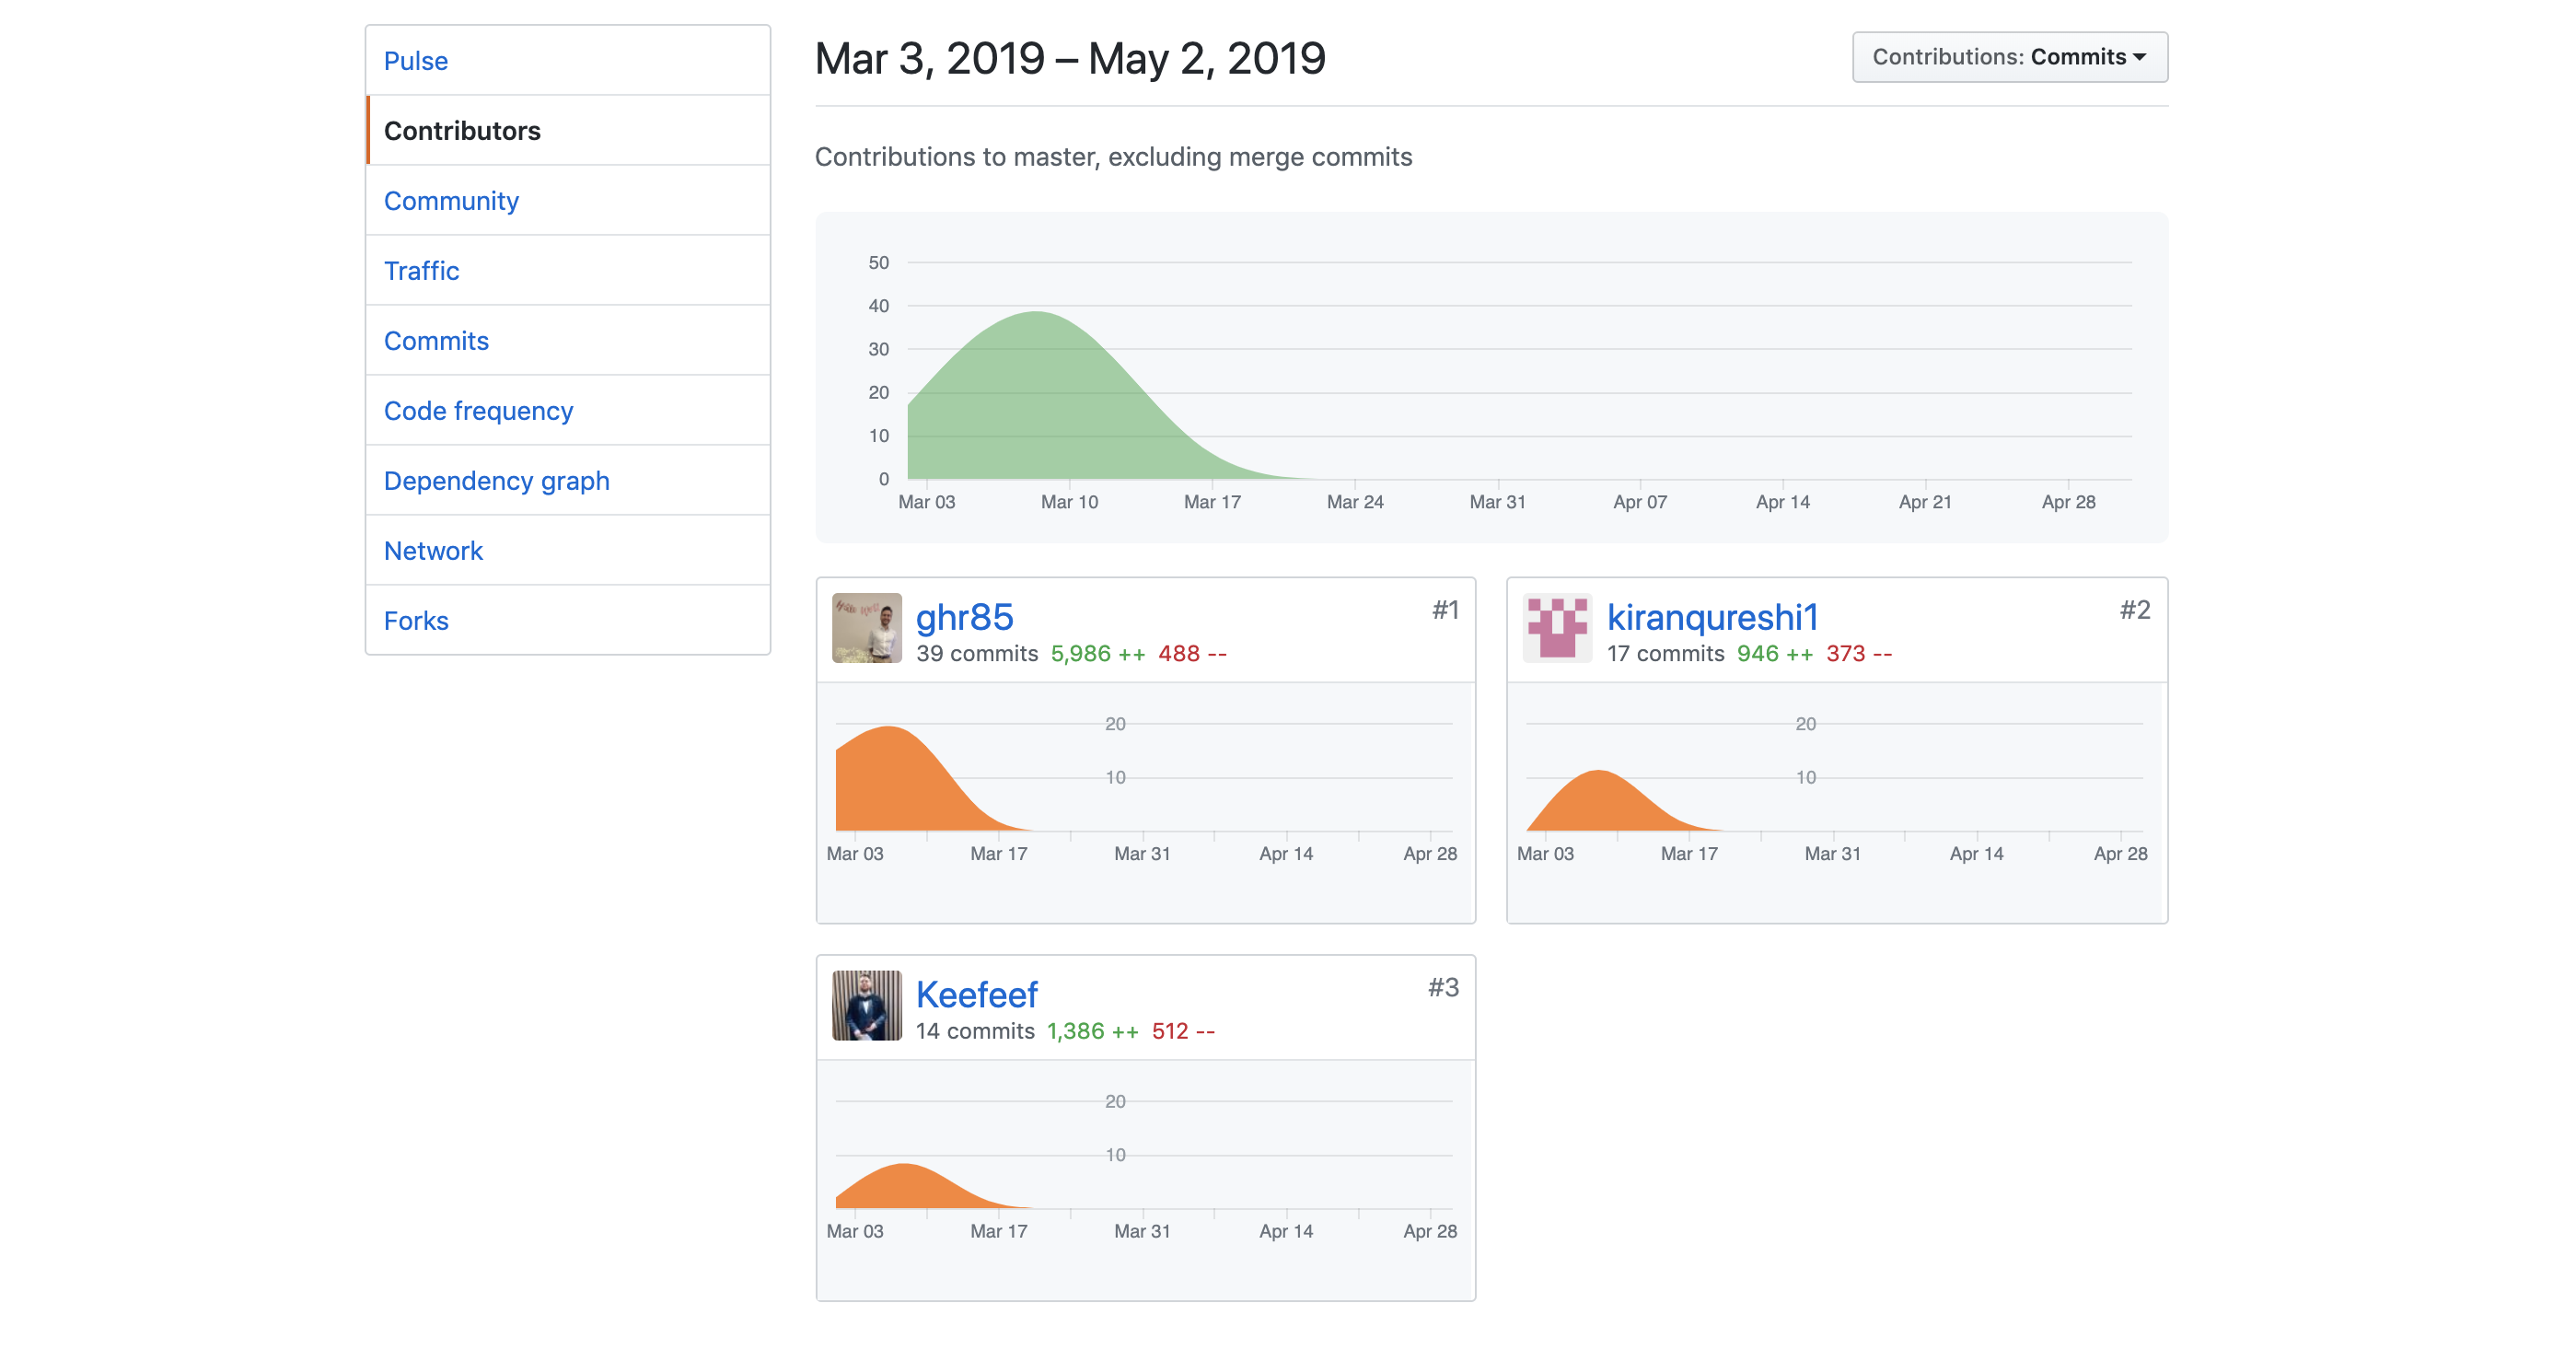 Pulse
Contributors
Community
Traffic
Commits
Code frequency
Dependency graph
Network
Forks
Mar 3, 2019 – May 2, 2019
Contributions: Commits
Contributions to master, excluding merge commits
50
40
30
20
10
0
Mar 03 Mar 10 Mar 17 Mar 24 Mar 31 Apr 07 Apr 14 Apr 21 Apr 28
ghr85 #1
39 commits 5,986 ++ 488 --
20
10
Mar 03 Mar 17 Mar 31 Apr 14 Apr 28
kiranqureshi1 #2
17 commits 946 ++ 373 --
20
10
Mar 03 Mar 17 Mar 31 Apr 14 Apr 28
Keefeef #3
14 commits 1,386 ++ 512 --
20
10
Mar 03 Mar 17 Mar 31 Apr 14 Apr 28